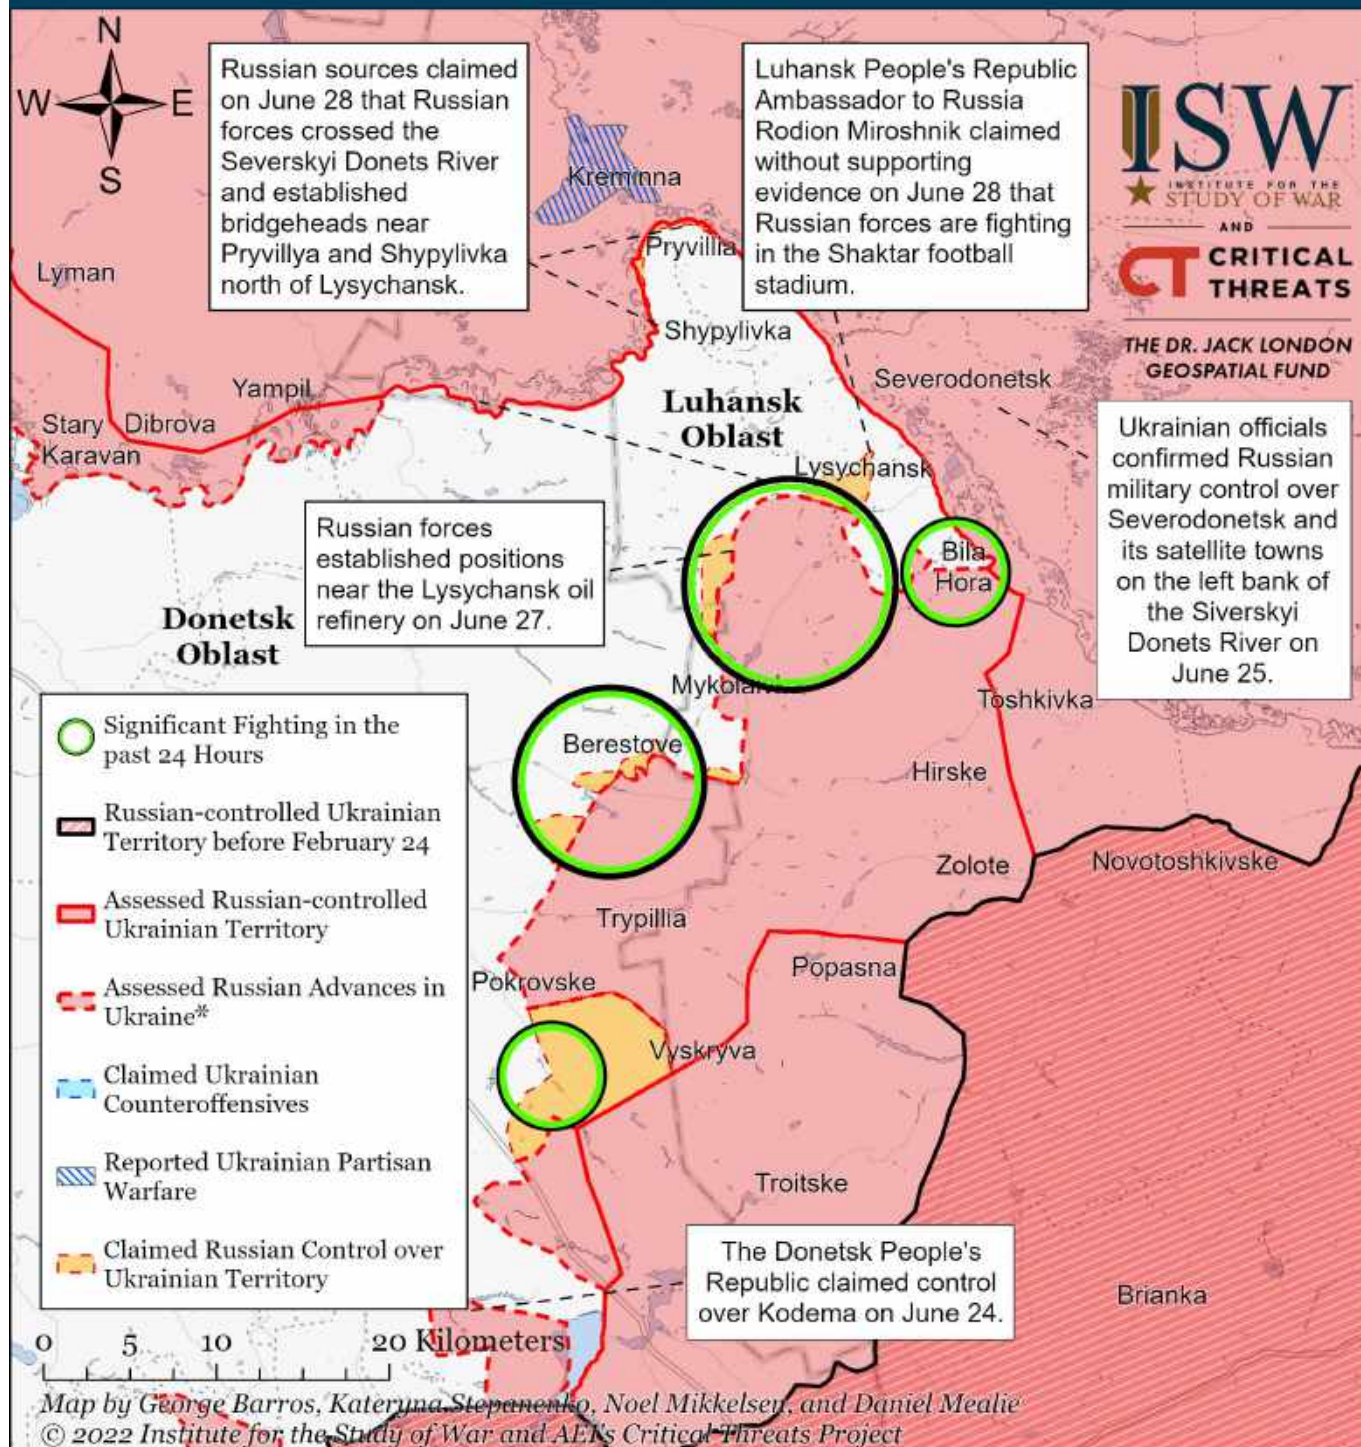 N
W
E
S
Russian sources claimed
on June 28 that Russian
forces crossed the
Severskyi Donets River
and established
bridgeheads near
Pryvillya and Shypylivka
north of Lysychansk.
Luhansk People's Republic
Ambassador to Russia
Rodion Miroshnik claimed
without supporting
evidence on June 28 that
Russian forces are fighting
in the Shaktar football
stadium.
ISW
INSTITUTE FOR THE
STUDY OF WAR
AND
CT CRITICAL
THREATS
THE DR. JACK LONDON
GEOSPATIAL FUND
Kreminna
Pryvillia
Lyman
Shypylivka
Severodonetsk
Yampil
Luhansk
Oblast
Stary
Karavan
Dibrova
Lysychansk
Ukrainian officials
confirmed Russian
military control over
Severodonetsk and
its satellite towns
on the left bank of
the Siverskyi
Donets River on
June 25.
Russian forces
established positions
near the Lysychansk oil
refinery on June 27.
Bila
Hora
Donetsk
Oblast
Toshkivka
Berestove
Hirske
Zolote
Novotoshkivske
Trypillia
Pokrovske
Popasna
Vyskryva
Troitske
Brianka
Significant Fighting in the
past 24 Hours
Russian-controlled Ukrainian
Territory before February 24
Assessed Russian-controlled
Ukrainian Territory
Assessed Russian Advances in
Ukraine*
Claimed Ukrainian
Counteroffensives
Reported Ukrainian Partisan
Warfare
Claimed Russian Control over
Ukrainian Territory
The Donetsk People's
Republic claimed control
over Kodema on June 24.
0 5 10 20 Kilometers
Map by George Barros, Kateryna Stepanenko, Noel Mikkelsen, and Daniel Mealie
© 2022 Institute for the Study of War and AEI's Critical Threats Project